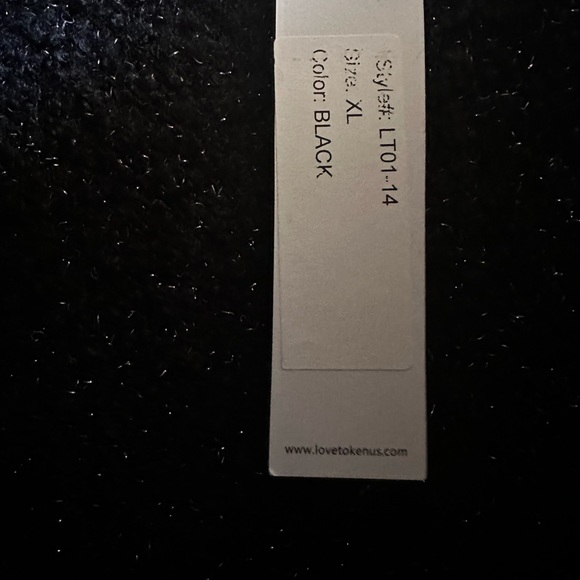 Style#: LT01-14
Size: XL
Color: BLACK
www.lovetokenus.com